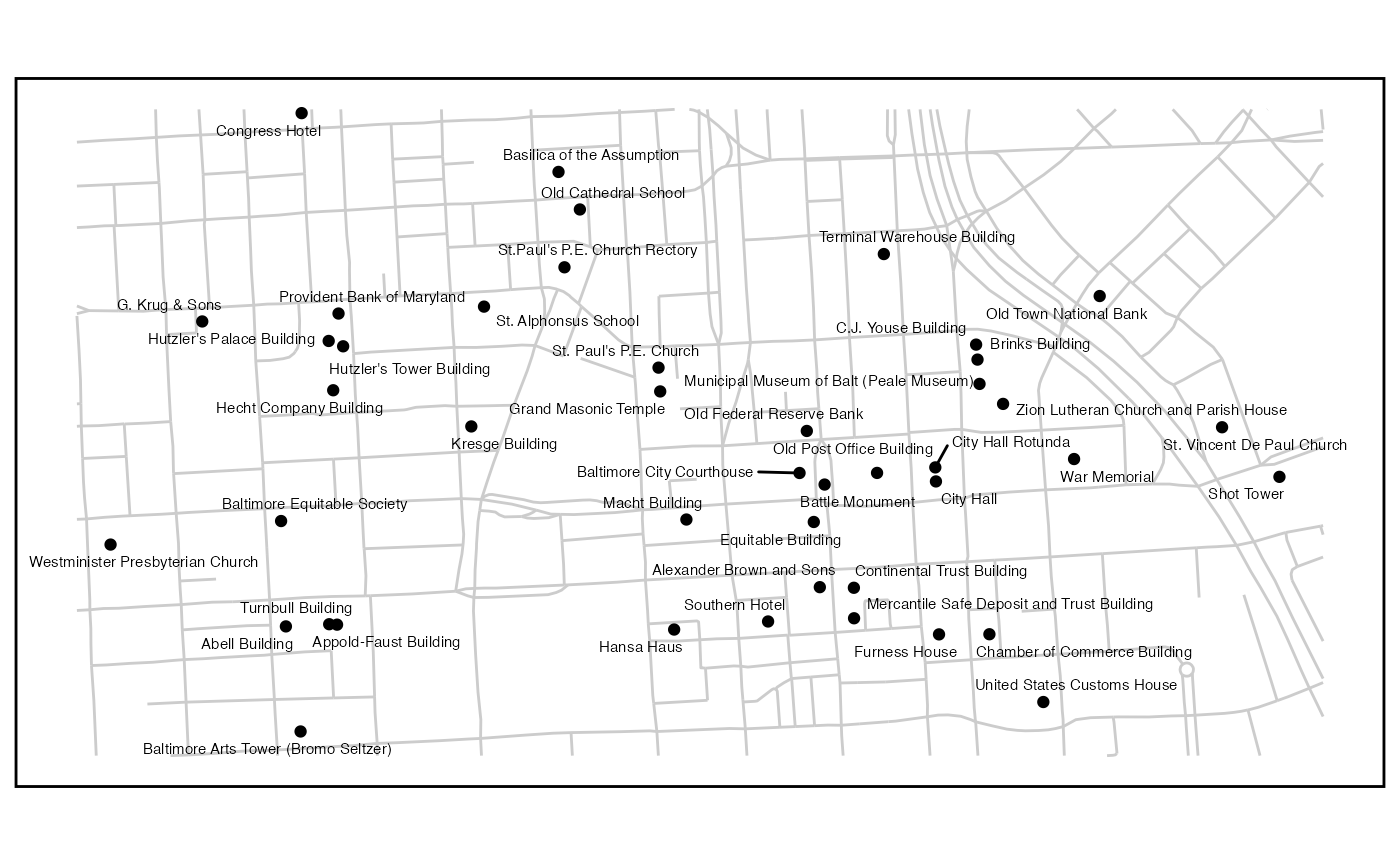 Congress Hotel
Basilica of the Assumption
Old Cathedral School
Terminal Warehouse Building
St.Paul's P.E. Church Rectory
Provident Bank of Maryland
G. Krug & Sons
Old Town National Bank
St. Alphonsus School
C.J. Youse Building
Hutzler's Palace Building
Brinks Building
St. Paul's P.E. Church
Hutzler's Tower Building
Municipal Museum of Balt (Peale Museum)
Hecht Company Building
Grand Masonic Temple
Zion Lutheran Church and Parish House
Old Federal Reserve Bank
Kresge Building
City Hall Rotunda
St. Vincent De Paul Church
Old Post Office Building
Baltimore City Courthouse
War Memorial
Shot Tower
City Hall
Battle Monument
Macht Building
Baltimore Equitable Society
Equitable Building
Westminister Presbyterian Church
Alexander Brown and Sons
Continental Trust Building
Mercantile Safe Deposit and Trust Building
Southern Hotel
Turnbull Building
Abell Building
Appold-Faust Building
Hansa Haus
Furness House
Chamber of Commerce Building
United States Customs House
Baltimore Arts Tower (Bromo Seltzer)